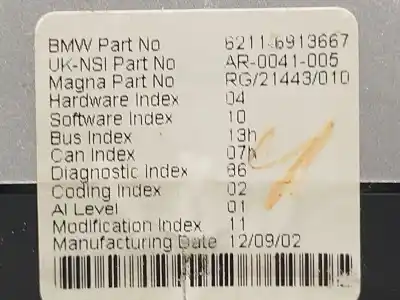 BMW Part No 6211-6913667
UK-NSI Part No AR-0041-005
Magna Part No RG/21443/010
Hardware Index 04
Software Index 10
Bus Index 13h
Can Index 07h
Diagnostic Index 86
Coding Index 02
AI Level 01
Modification Index 11
Manufacturing Date 12/09/02